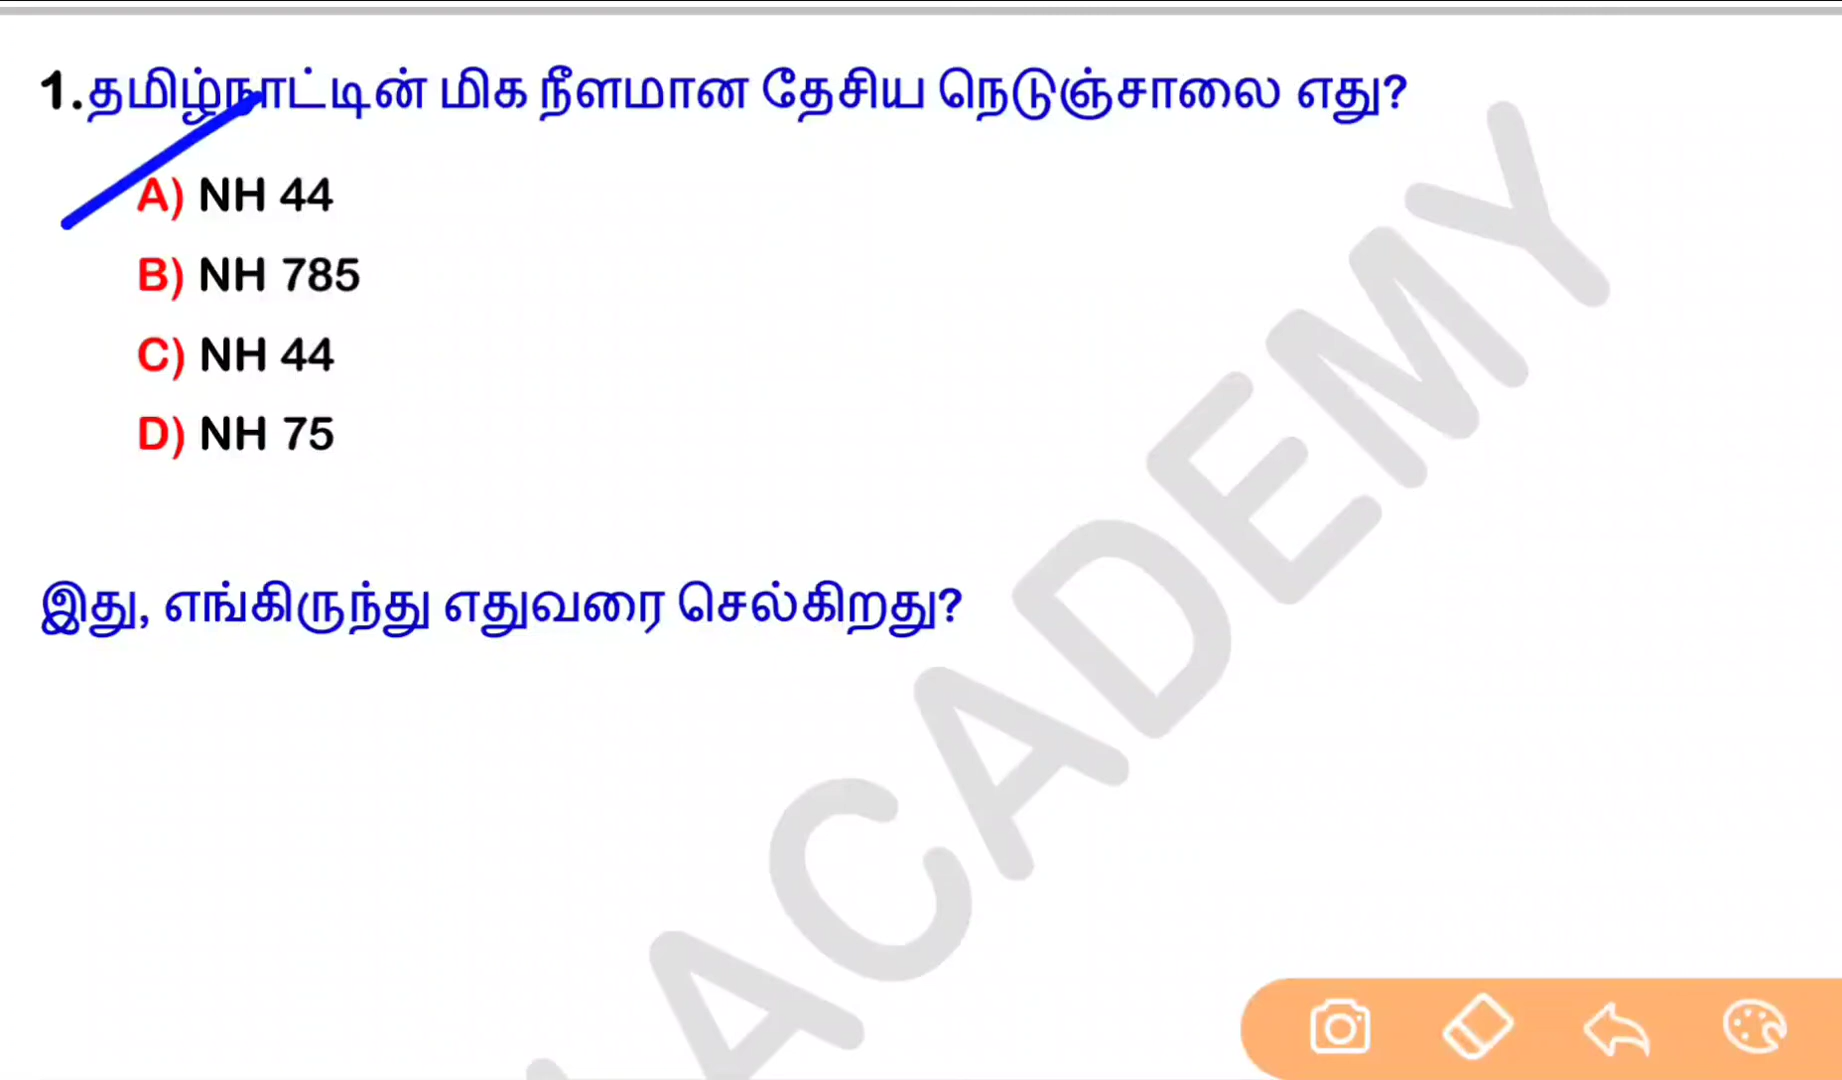 1.தமிழ்நாட்டின் மிக நீளமான தேசிய நெடுஞ்சாலை எது?
A) NH 44
B) NH 785
C) NH 44
D) NH 75
இது, எங்கிருந்து எதுவரை செல்கிறது?
ACADEMY